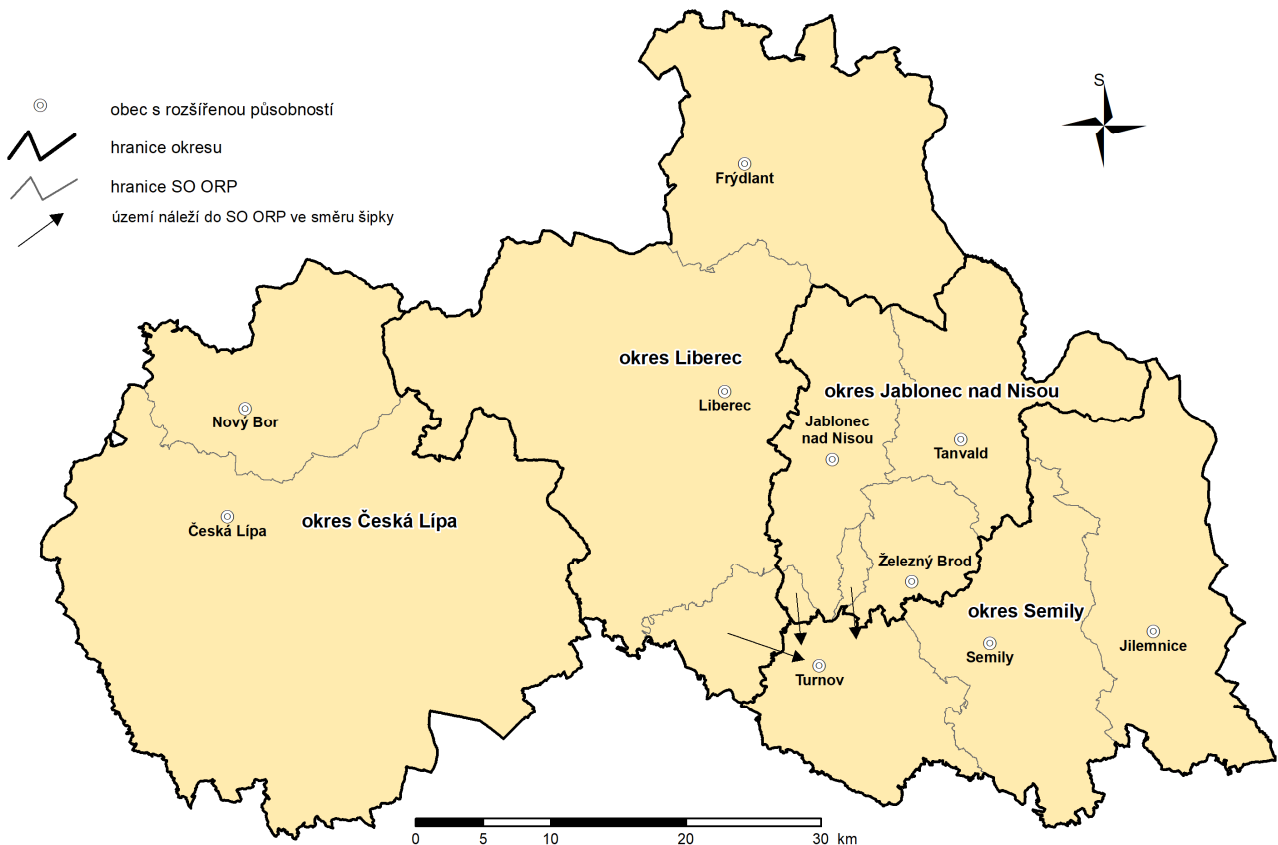 S
obec s rozšířenou působností
hranice okresu
hranice SO ORP
území náleží do SO ORP ve směru šipky
Frýdlant
okres Liberec
Liberec
okres Jablonec nad Nisou
Jablonec
nad Nisou
Tanvald
Nový Bor
okres Česká Lípa
Česká Lípa
Železný Brod
okres Semily
Semily
Jilemnice
Turnov
0 5 10 20 30 km